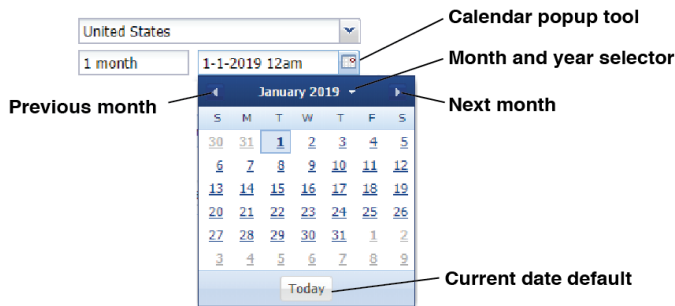 Calendar popup tool
United States
1 month
1-1-2019 12am
Month and year selector
Previous month
January 2019
Next month
S M T W T F S
30 31 1 2 3 4 5
6 7 8 9 10 11 12
13 14 15 16 17 18 19
20 21 22 23 24 25 26
27 28 29 30 31 1 2
3 4 5 6 7 8 9
Today
Current date default